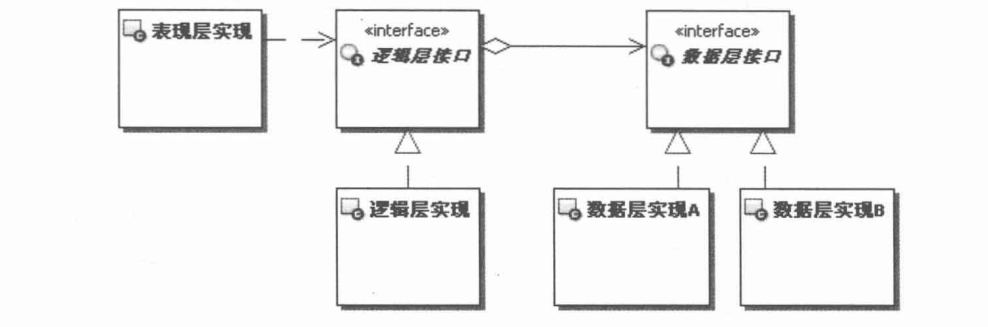 表现层实现
«interface»
逻辑层接口
«interface»
数据层接口
逻辑层实现
数据层实现A
数据层实现B